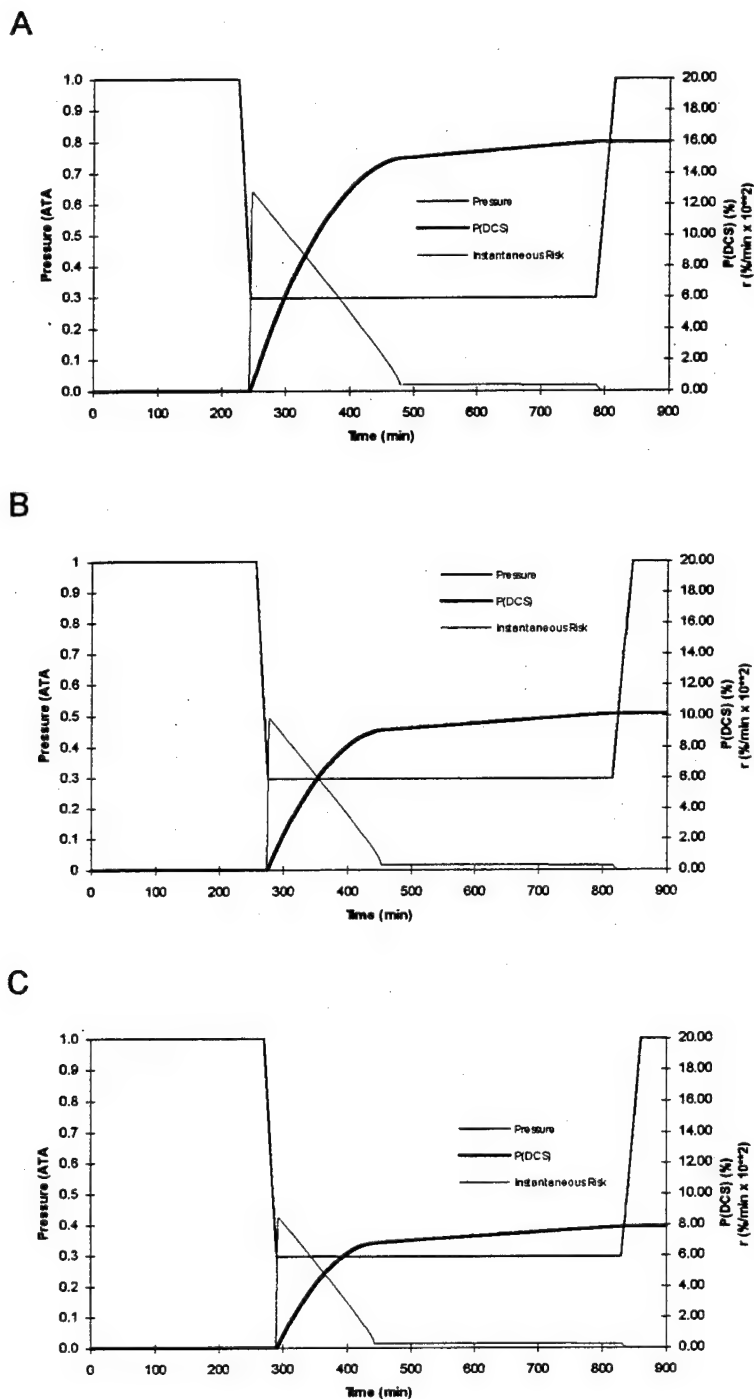 A
1.0
0.9
0.8
0.7
0.6
0.5
0.4
0.3
0.2
0.1
0.0
Pressure (ATA
Pressure
P(DCS)
Instantaneous Risk
20.00
18.00
16.00
14.00
12.00
10.00
8.00
6.00
4.00
2.00
0.00
P(DCS) (%)
r (%/min x 10**2)
0 100 200 300 400 500 600 700 800 900
Time (min)
B
1
0.9
0.8
0.7
0.6
0.5
0.4
0.3
0.2
0.1
0
Pressure (ATA
Pressure
P(DCS)
Instantaneous Risk
20.00
18.00
16.00
14.00
12.00
10.00
8.00
6.00
4.00
2.00
0.00
P(DCS) (%)
r (%/min x 10**2)
0 100 200 300 400 500 600 700 800 900
Time (min)
C
1.0
0.9
0.8
0.7
0.6
0.5
0.4
0.3
0.2
0.1
0.0
Pressure (ATA
Pressure
P(DCS)
Instantaneous Risk
20.00
18.00
16.00
14.00
12.00
10.00
8.00
6.00
4.00
2.00
0.00
P(DCS) (%)
r (%/min x 10**2)
0 100 200 300 400 500 600 700 800 900
Time (min)